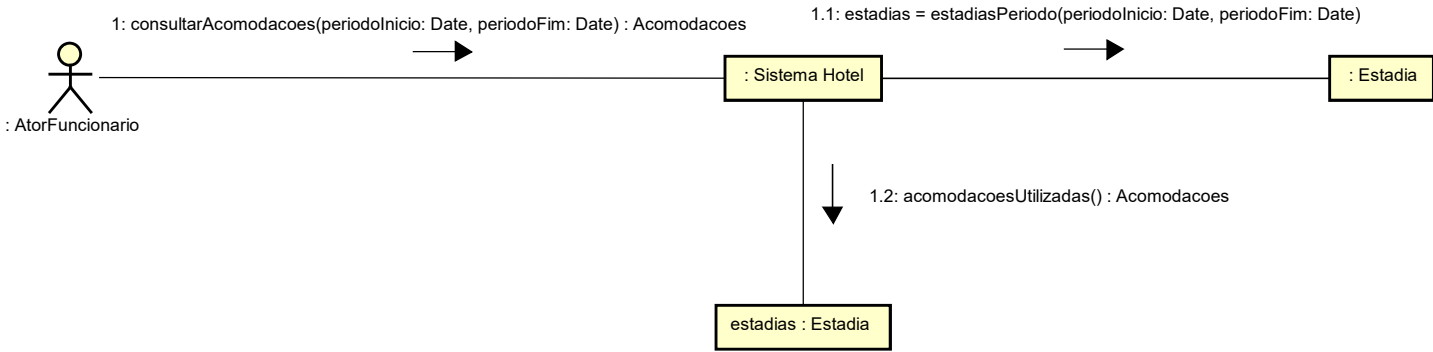 1: consultarAcomodacoes(periodoInicio: Date, periodoFim: Date) : Acomodacoes
1.1: estadias = estadiasPeriodo(periodoInicio: Date, periodoFim: Date)
: Sistema Hotel
: Estadia
: AtorFuncionario
1.2: acomodacoesUtilizadas() : Acomodacoes
estadias : Estadia